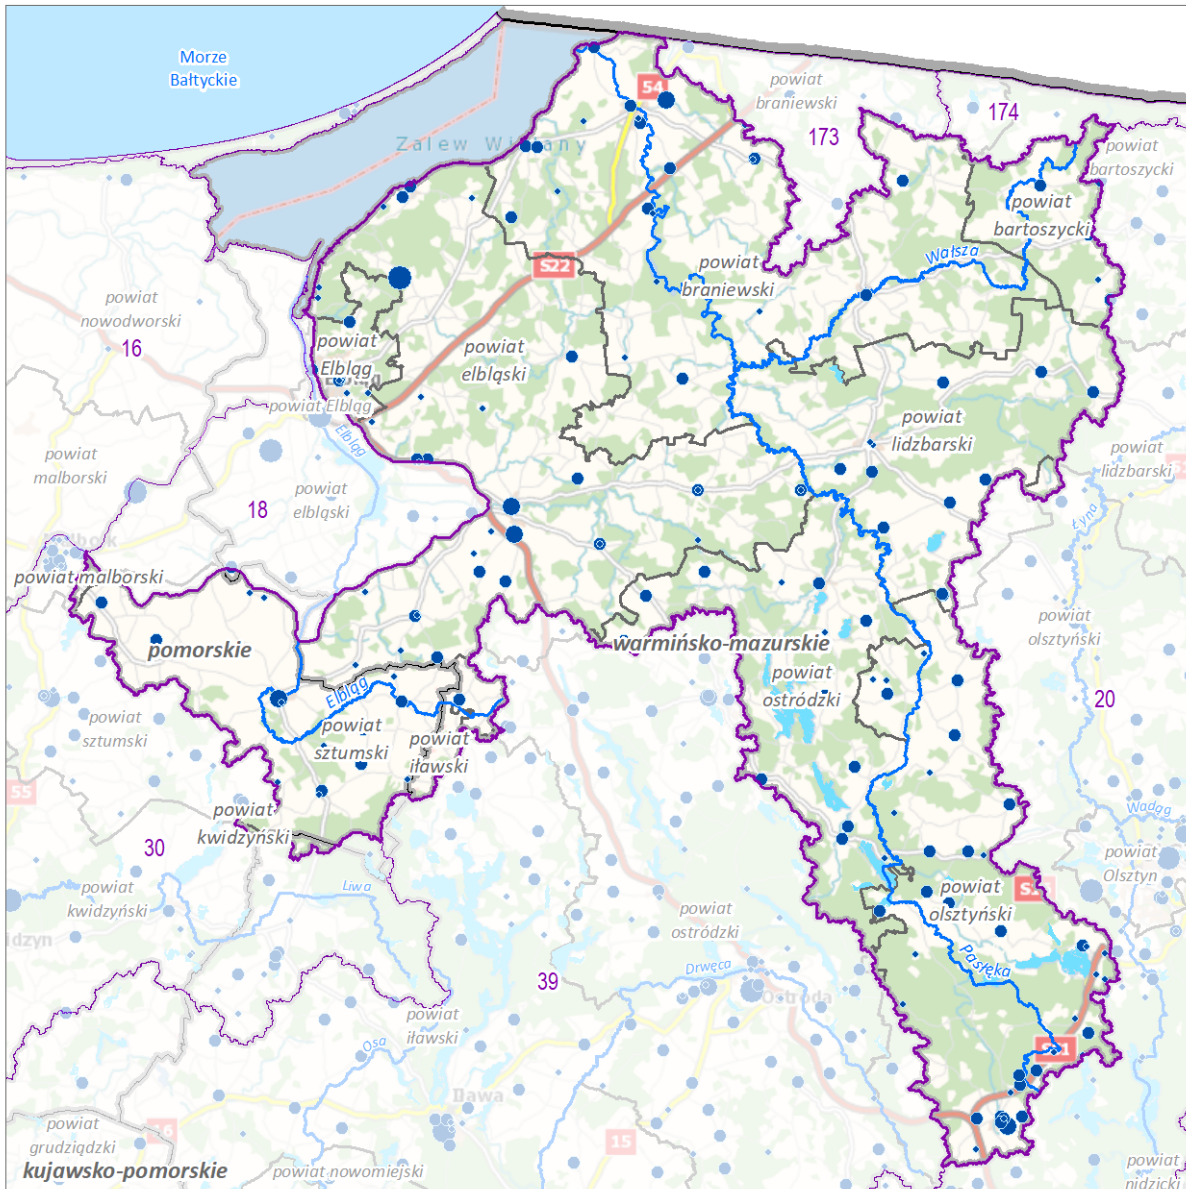 Morze
Bałtyckie
Zalew Wiślany
54
powiat
braniewski
174
173
powiat
bartoszycki
powiat
bartoszycki
Wałsza
S22
powiat
braniewski
powiat
nowodworski
16
powiat
Elbląg
powiat
elbląski
powiat Elbląg
Elbląg
powiat
lidzbarski
powiat
malborski
powiat
elbląski
18
powiat
lidzbarski
Łyna
powiat malborski
pomorskie
warmińsko-mazurskie
powiat
olsztyński
powiat
ostródzki
20
Elbląg
powiat
sztumski
powiat
sztumski
powiat
iławski
55
powiat
kwidzyński
30
Wadąg
powiat
Olsztyn
Liwa
powiat
kwidzyński
powiat
olsztyński
powiat
ostródzki
Pasłęka
Drwęca
Ostróda
39
powiat
iławski
Osa
Iława
16
15
powiat
grudziądzki
kujawsko-pomorskie
powiat nowomiejski
powiat
nidzicki